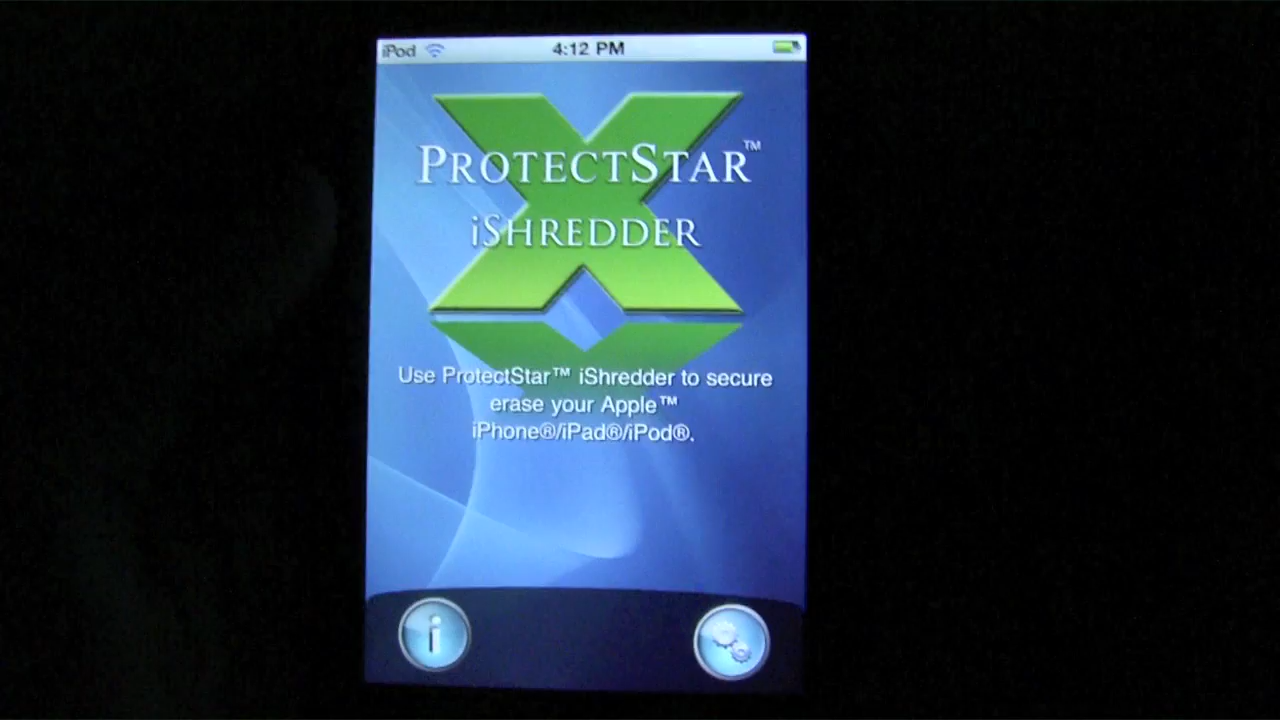 iPod 4:12 PM
PROTECTSTAR™
iSHREDDER
Use ProtectStar™ iShredder to secure
erase your Apple™
iPhone®/iPad®/iPod®.
i